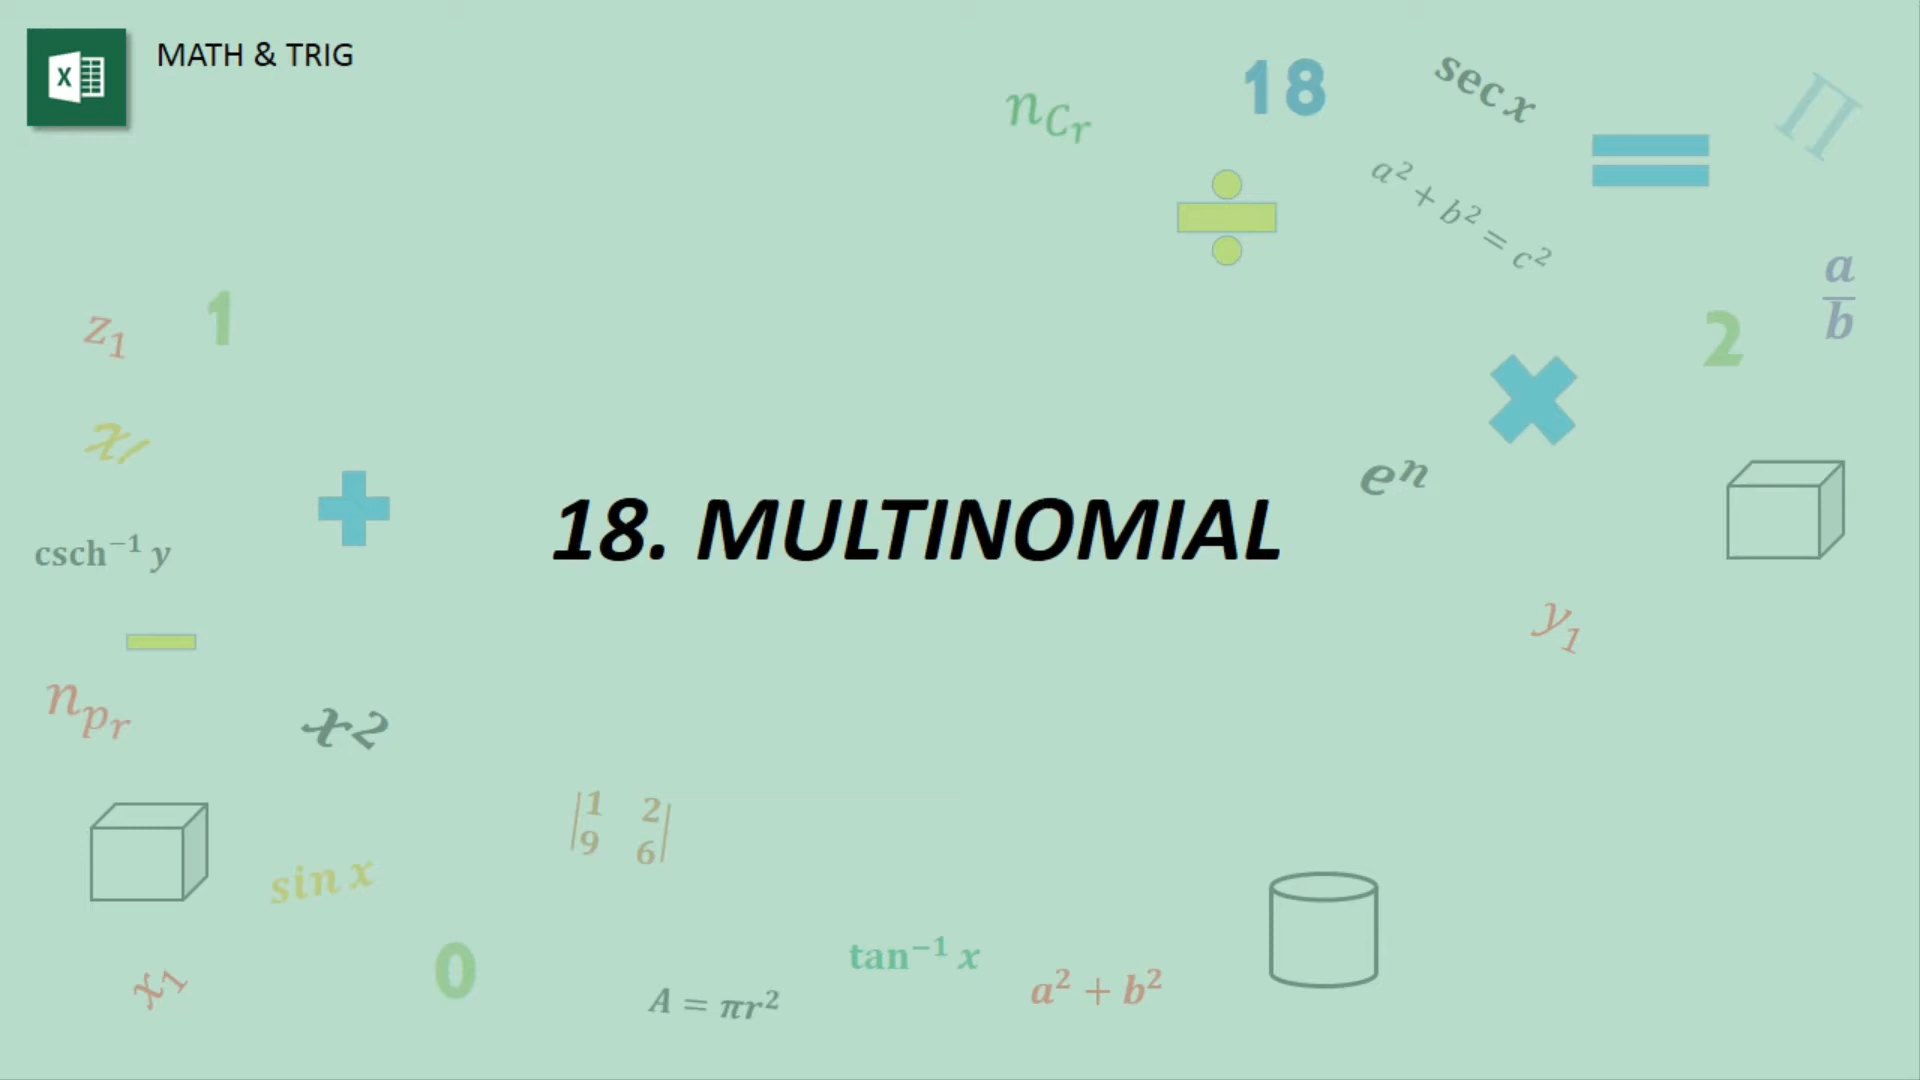 X
MATH & TRIG
18
sec x
∏
nCr
a² + b² = c²
a
b
z₁
1
2
x₁
eⁿ
18. MULTINOMIAL
csch⁻¹ y
y₁
nPr
x²
1 2
9 6
sin x
tan⁻¹ x
0
x₁
a² + b²
A = πr²